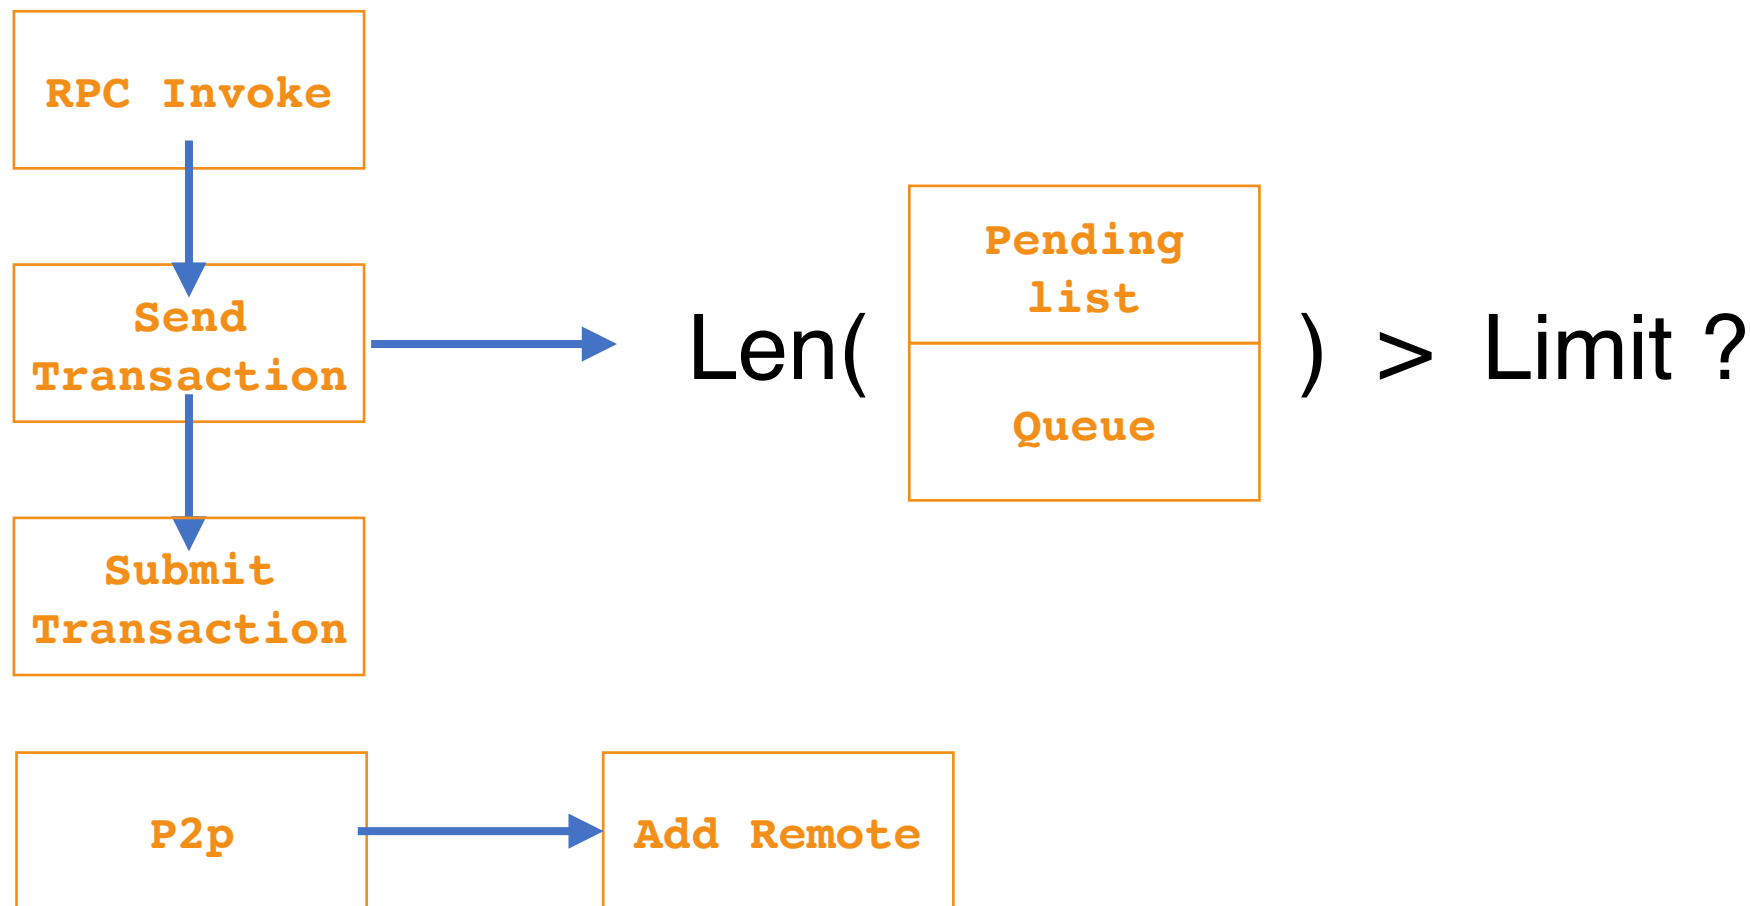 RPC Invoke
Send
Transaction
Submit
Transaction
Len(
Pending
list
Queue
) > Limit ?
P2p
Add Remote